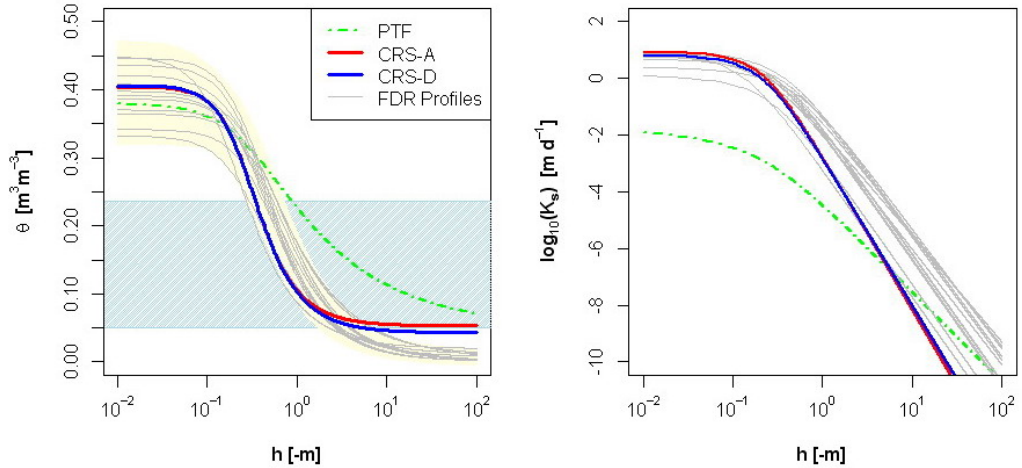 θ [m³m⁻³]
0.50
0.40
0.30
0.20
0.10
0.00
PTF
CRS-A
CRS-D
FDR Profiles
10⁻²
10⁻¹
10⁰
10¹
10²
h [-m]
log₁₀(Kₛ) [m d⁻¹]
2
0
-2
-4
-6
-8
-10
10⁻²
10⁻¹
10⁰
10¹
10²
h [-m]